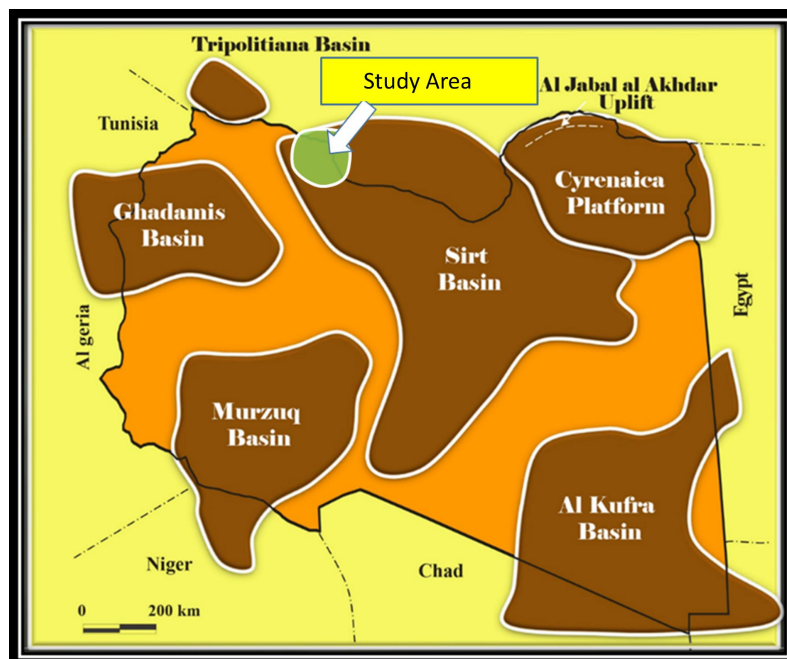 Tripolitiana Basin
Study Area
Al Jabal al Akhdar
Uplift
Tunisia
Cyrenaica
Platform
Ghadamis
Basin
Sirt
Basin
Egypt
Al geria
Murzuq
Basin
Al Kufra
Basin
Niger
Chad
0 200 km